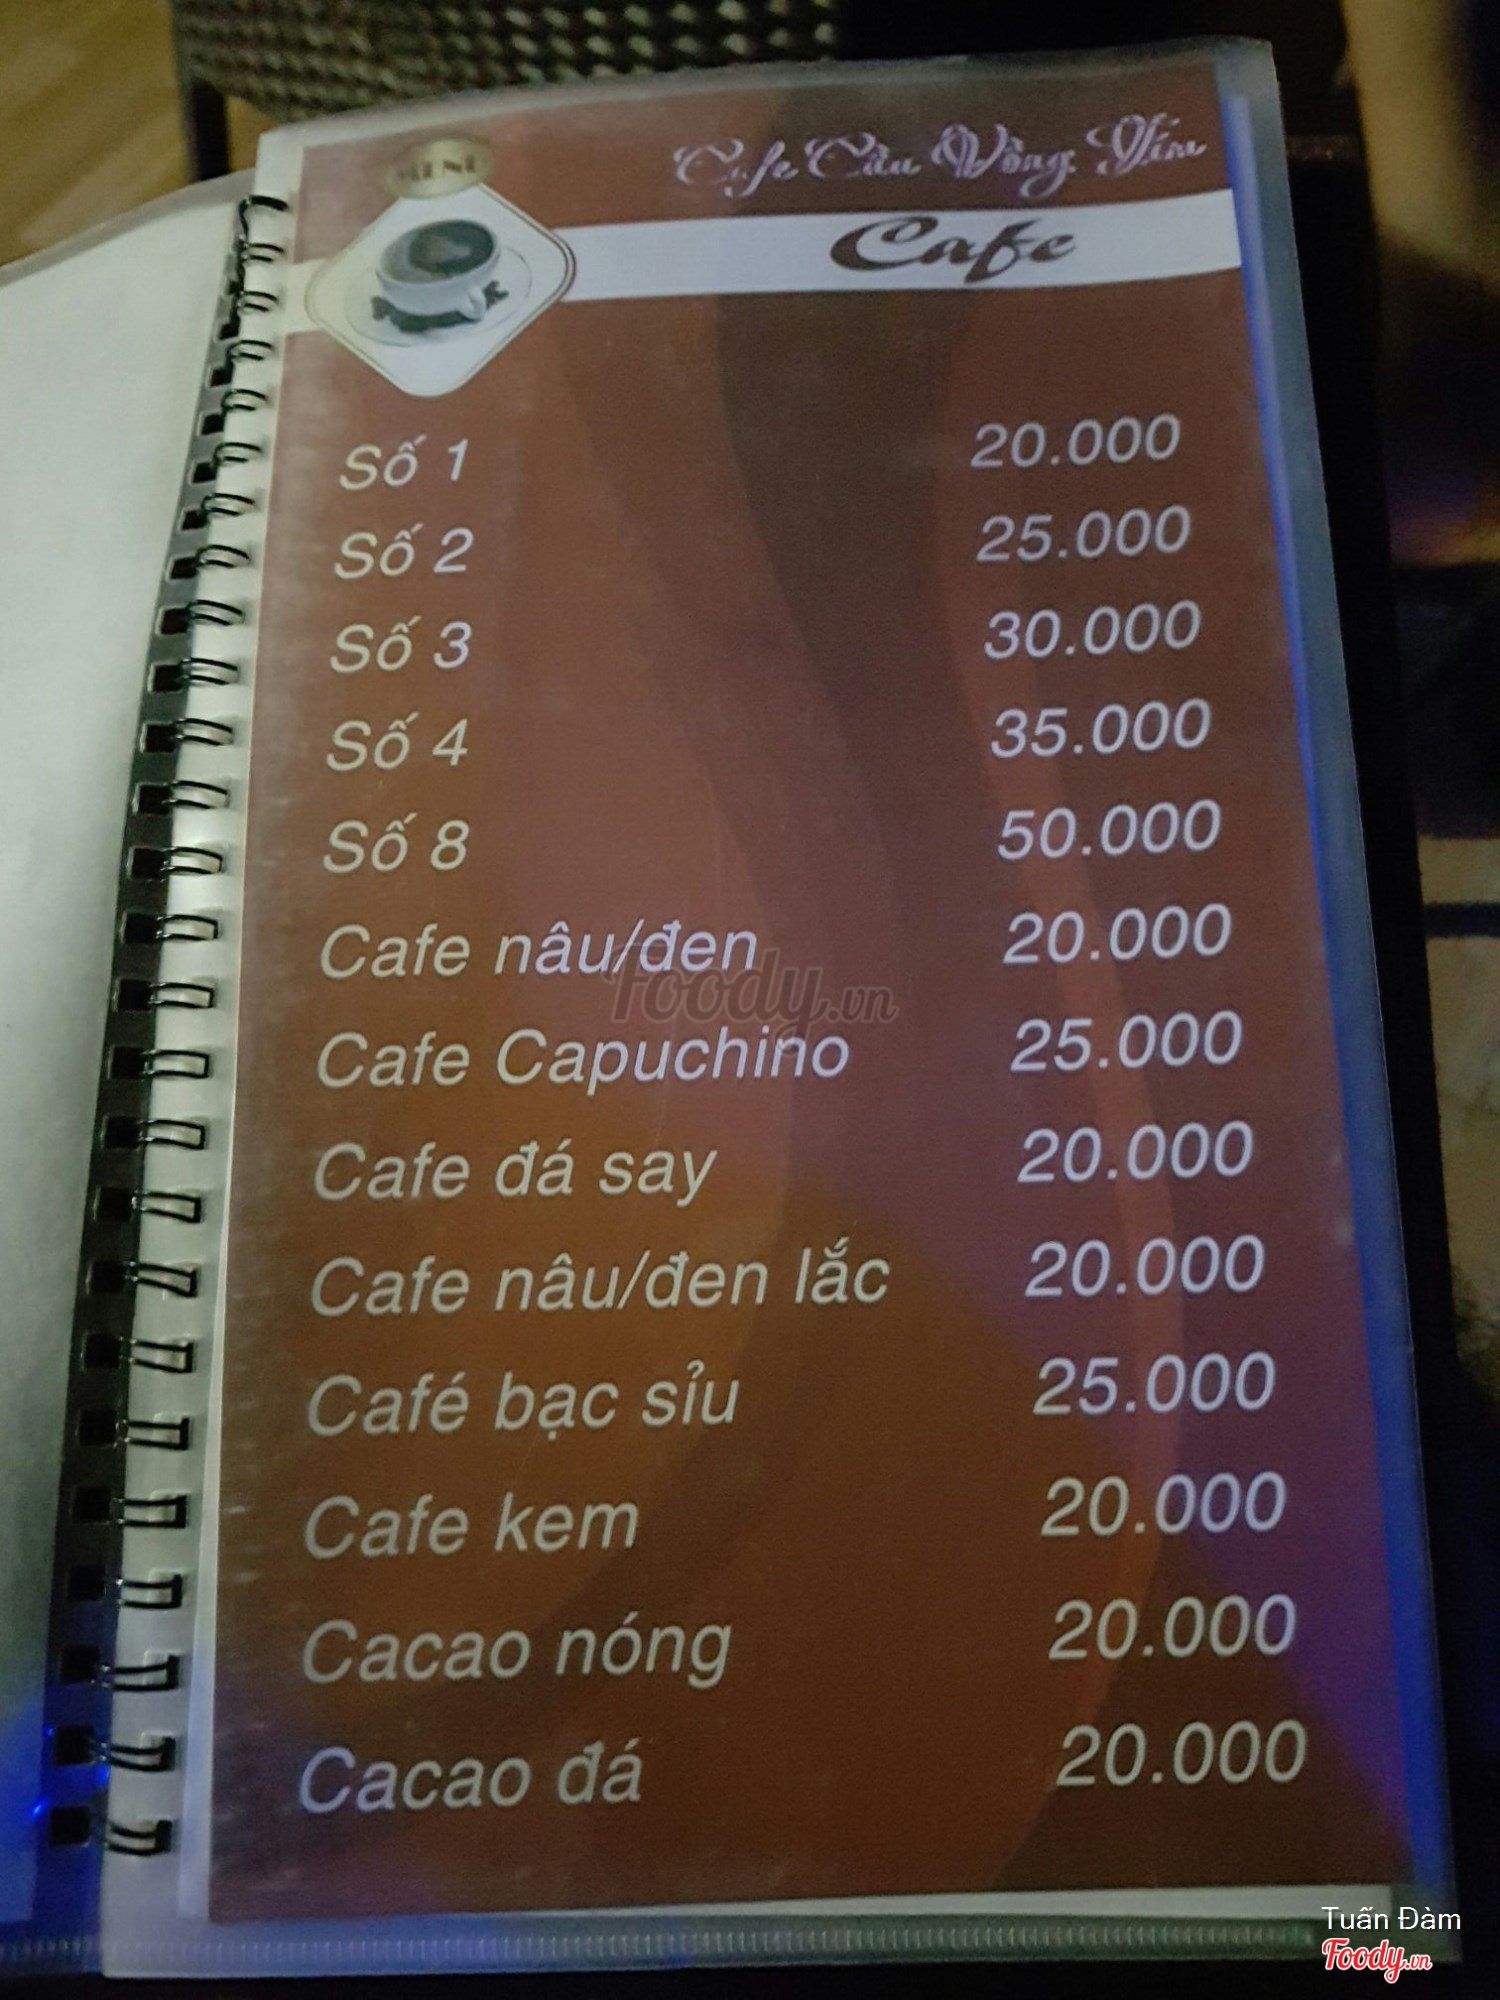 MENU
Cafe Cầu Vồng Tím
Cafe
Số 1 20.000
Số 2 25.000
Số 3 30.000
Số 4 35.000
Số 8 50.000
Cafe nâu/đen 20.000
Foody.vn
Cafe Capuchino 25.000
Cafe đá say 20.000
Cafe nâu/đen lắc 20.000
Café bạc sỉu 25.000
Cafe kem 20.000
Cacao nóng 20.000
Cacao đá 20.000
Tuấn Đàm
Foody.vn